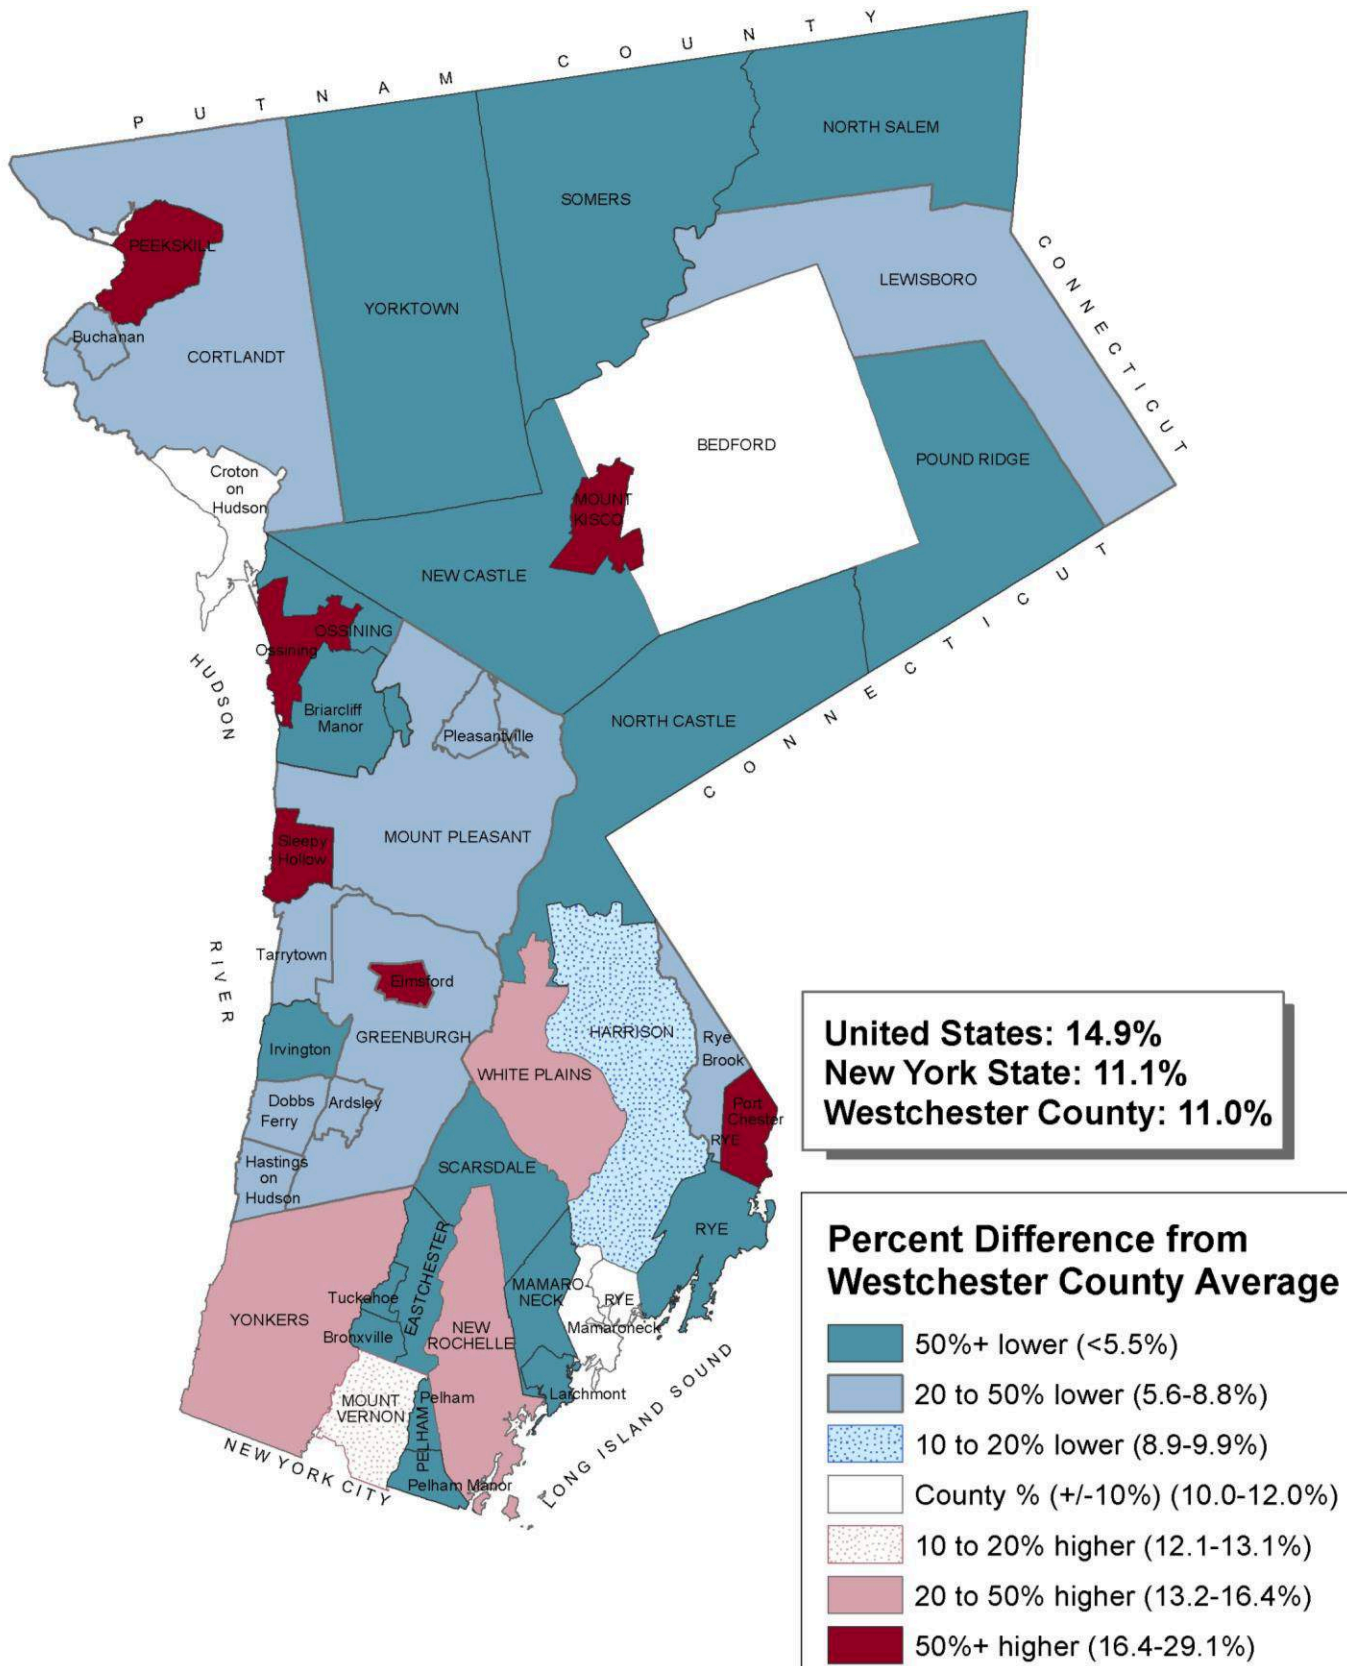 PUTNAM COUNTY
NORTH SALEM
SOMERS
PEEKSKILL
LEWISBORO
CONNECTICUT
YORKTOWN
Buchanan
CORTLANDT
BEDFORD
POUND RIDGE
Croton
on
Hudson
MOUNT
KISCO
NEW CASTLE
CONNECTICUT
OSSINING
Ossining
HUDSON
Briarcliff
Manor
NORTH CASTLE
Pleasantville
MOUNT PLEASANT
Sleepy
Hollow
RIVER
Tarrytown
Elmsford
GREENBURGH
HARRISON
Rye
Brook
Irvington
WHITE PLAINS
Dobbs
Ferry
Ardsley
Port
Chester
RYE
Hastings
on
Hudson
SCARSDALE
RYE
EASTCHESTER
MAMARO-
NECK
RYE
Mamaroneck
Tuckahoe
YONKERS
Bronxville
NEW
ROCHELLE
Larchmont
MOUNT
VERNON
Pelham
PELHAM
Pelham Manor
NEW YORK CITY
LONG ISLAND SOUND
United States: 14.9%
New York State: 11.1%
Westchester County: 11.0%
Percent Difference from
Westchester County Average
50%+ lower (<5.5%)
20 to 50% lower (5.6-8.8%)
10 to 20% lower (8.9-9.9%)
County % (+/-10%) (10.0-12.0%)
10 to 20% higher (12.1-13.1%)
20 to 50% higher (13.2-16.4%)
50%+ higher (16.4-29.1%)